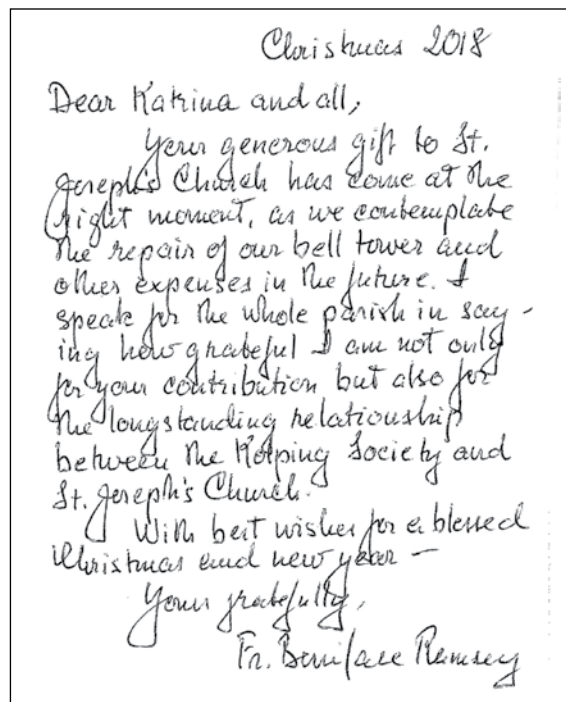 Christmas 2018
Dear Katrina and all,
Your generous gift to St.
Joseph's Church has come at the
right moment, as we contemplate
the repair of our bell tower and
other expenses in the future. I
speak for the whole parish in say-
ing how grateful I am not only
for your contribution but also for
the longstanding relationship
between the Kolping Society and
St. Joseph's Church.
With best wishes for a blessed
Christmas and new year —
Yours gratefully,
Fr. Boniface Ramsey